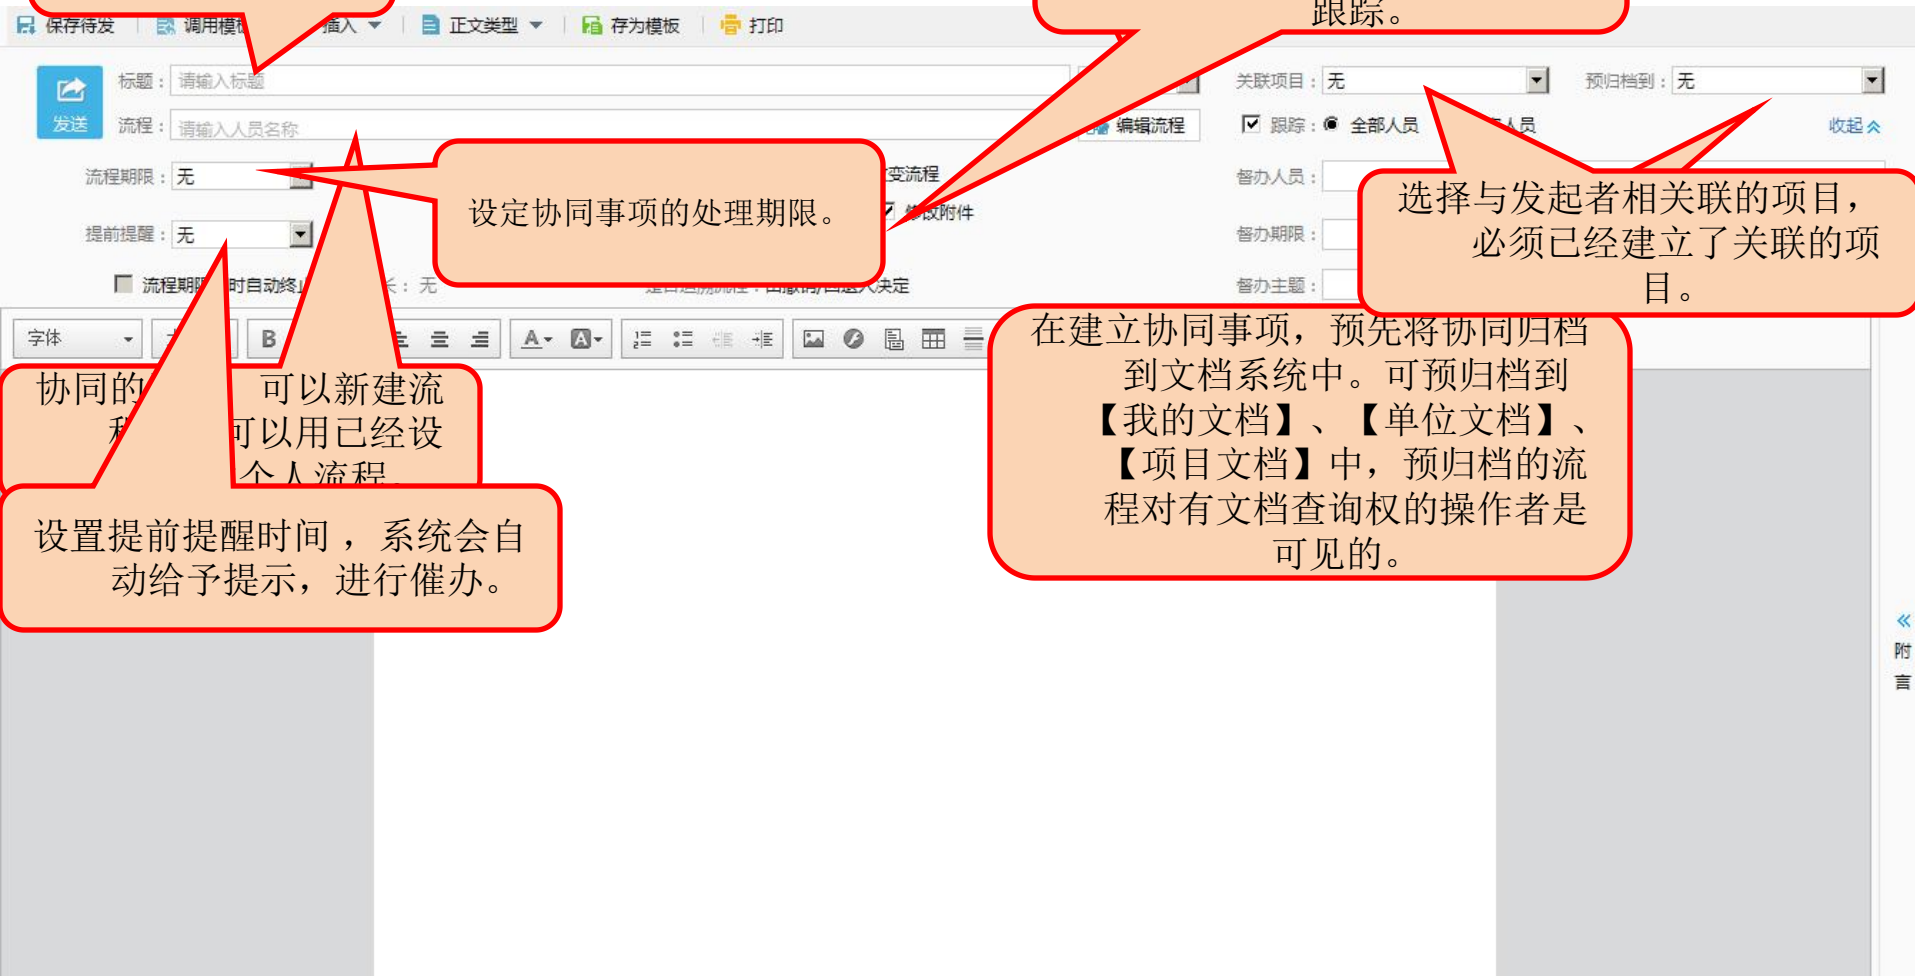 跟踪。
保存待发 调用模板 插入 正文类型 存为模板 打印
标题： 请输入标题 关联项目： 无 预归档到： 无
发送 流程： 请输入人员名称 编辑流程 跟踪： 全部人员 人员 收起
流程期限： 无 变流程 督办人员：
设定协同事项的处理期限。 修改附件
选择与发起者相关联的项目，
必须已经建立了关联的项
目。
提前提醒： 无 督办期限：
流程期限 时自动终止 长： 无 定 督办主题：
字体 B A A
协同的 可以新建流
可以用已经设
个人流程。
在建立协同事项，预先将协同归档
到文档系统中。可预归档到
【我的文档】、【单位文档】、
【项目文档】中，预归档的流
程对有文档查询权的操作者是
可见的。
设置提前提醒时间，系统会自
动给予提示，进行催办。
附
言